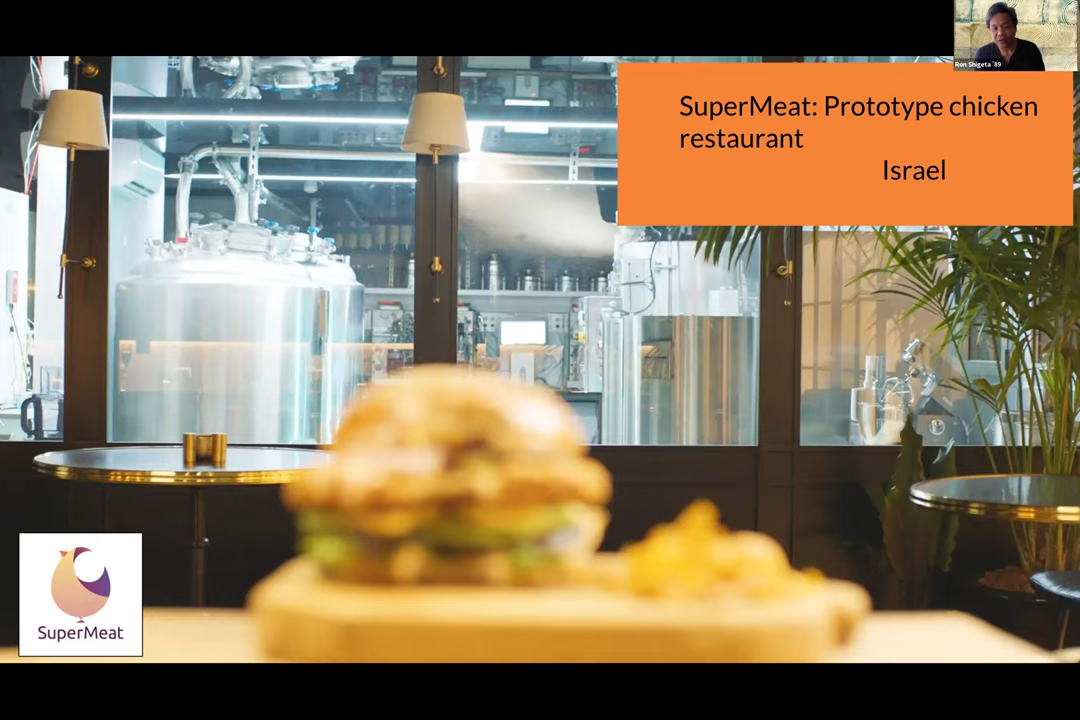 Ron Shigeta '89
SuperMeat: Prototype chicken
restaurant
Israel
SuperMeat